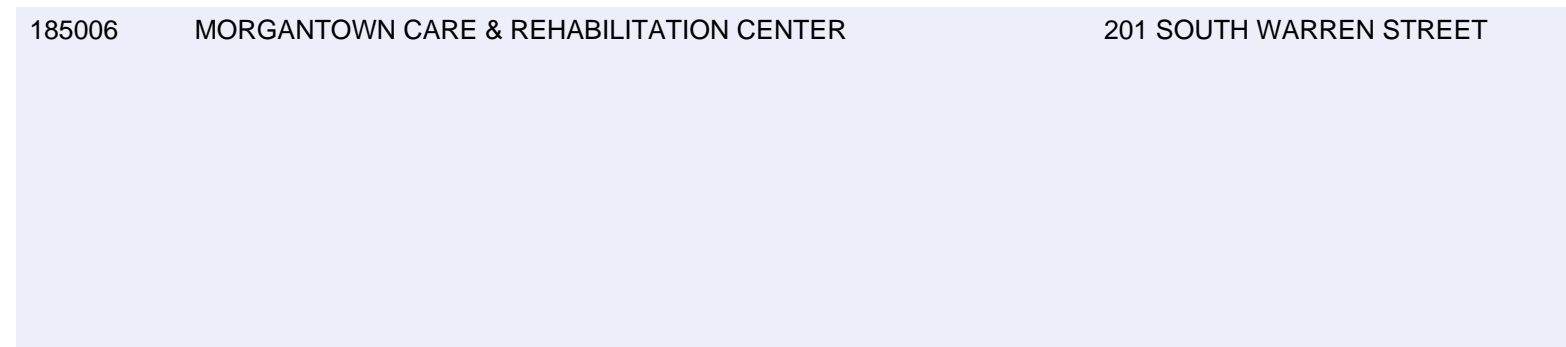 185006 MORGANTOWN CARE & REHABILITATION CENTER 201 SOUTH WARREN STREET